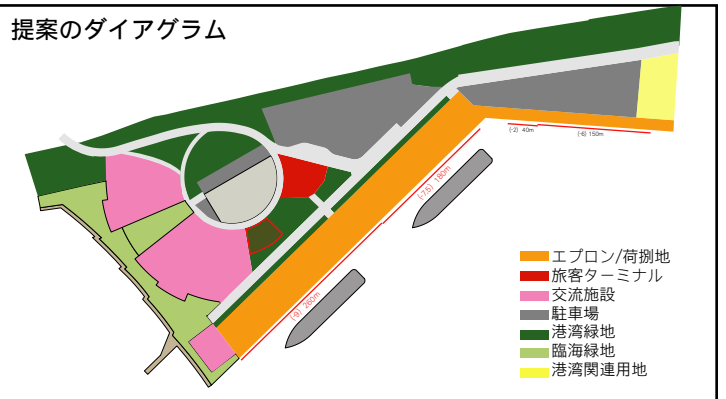 提案のダイアグラム
(-2) 40m
(-6) 150m
(-7.5) 180m
(-9) 260m
エプロン/荷捌地
旅客ターミナル
交流施設
駐車場
港湾緑地
臨海緑地
港湾関連用地